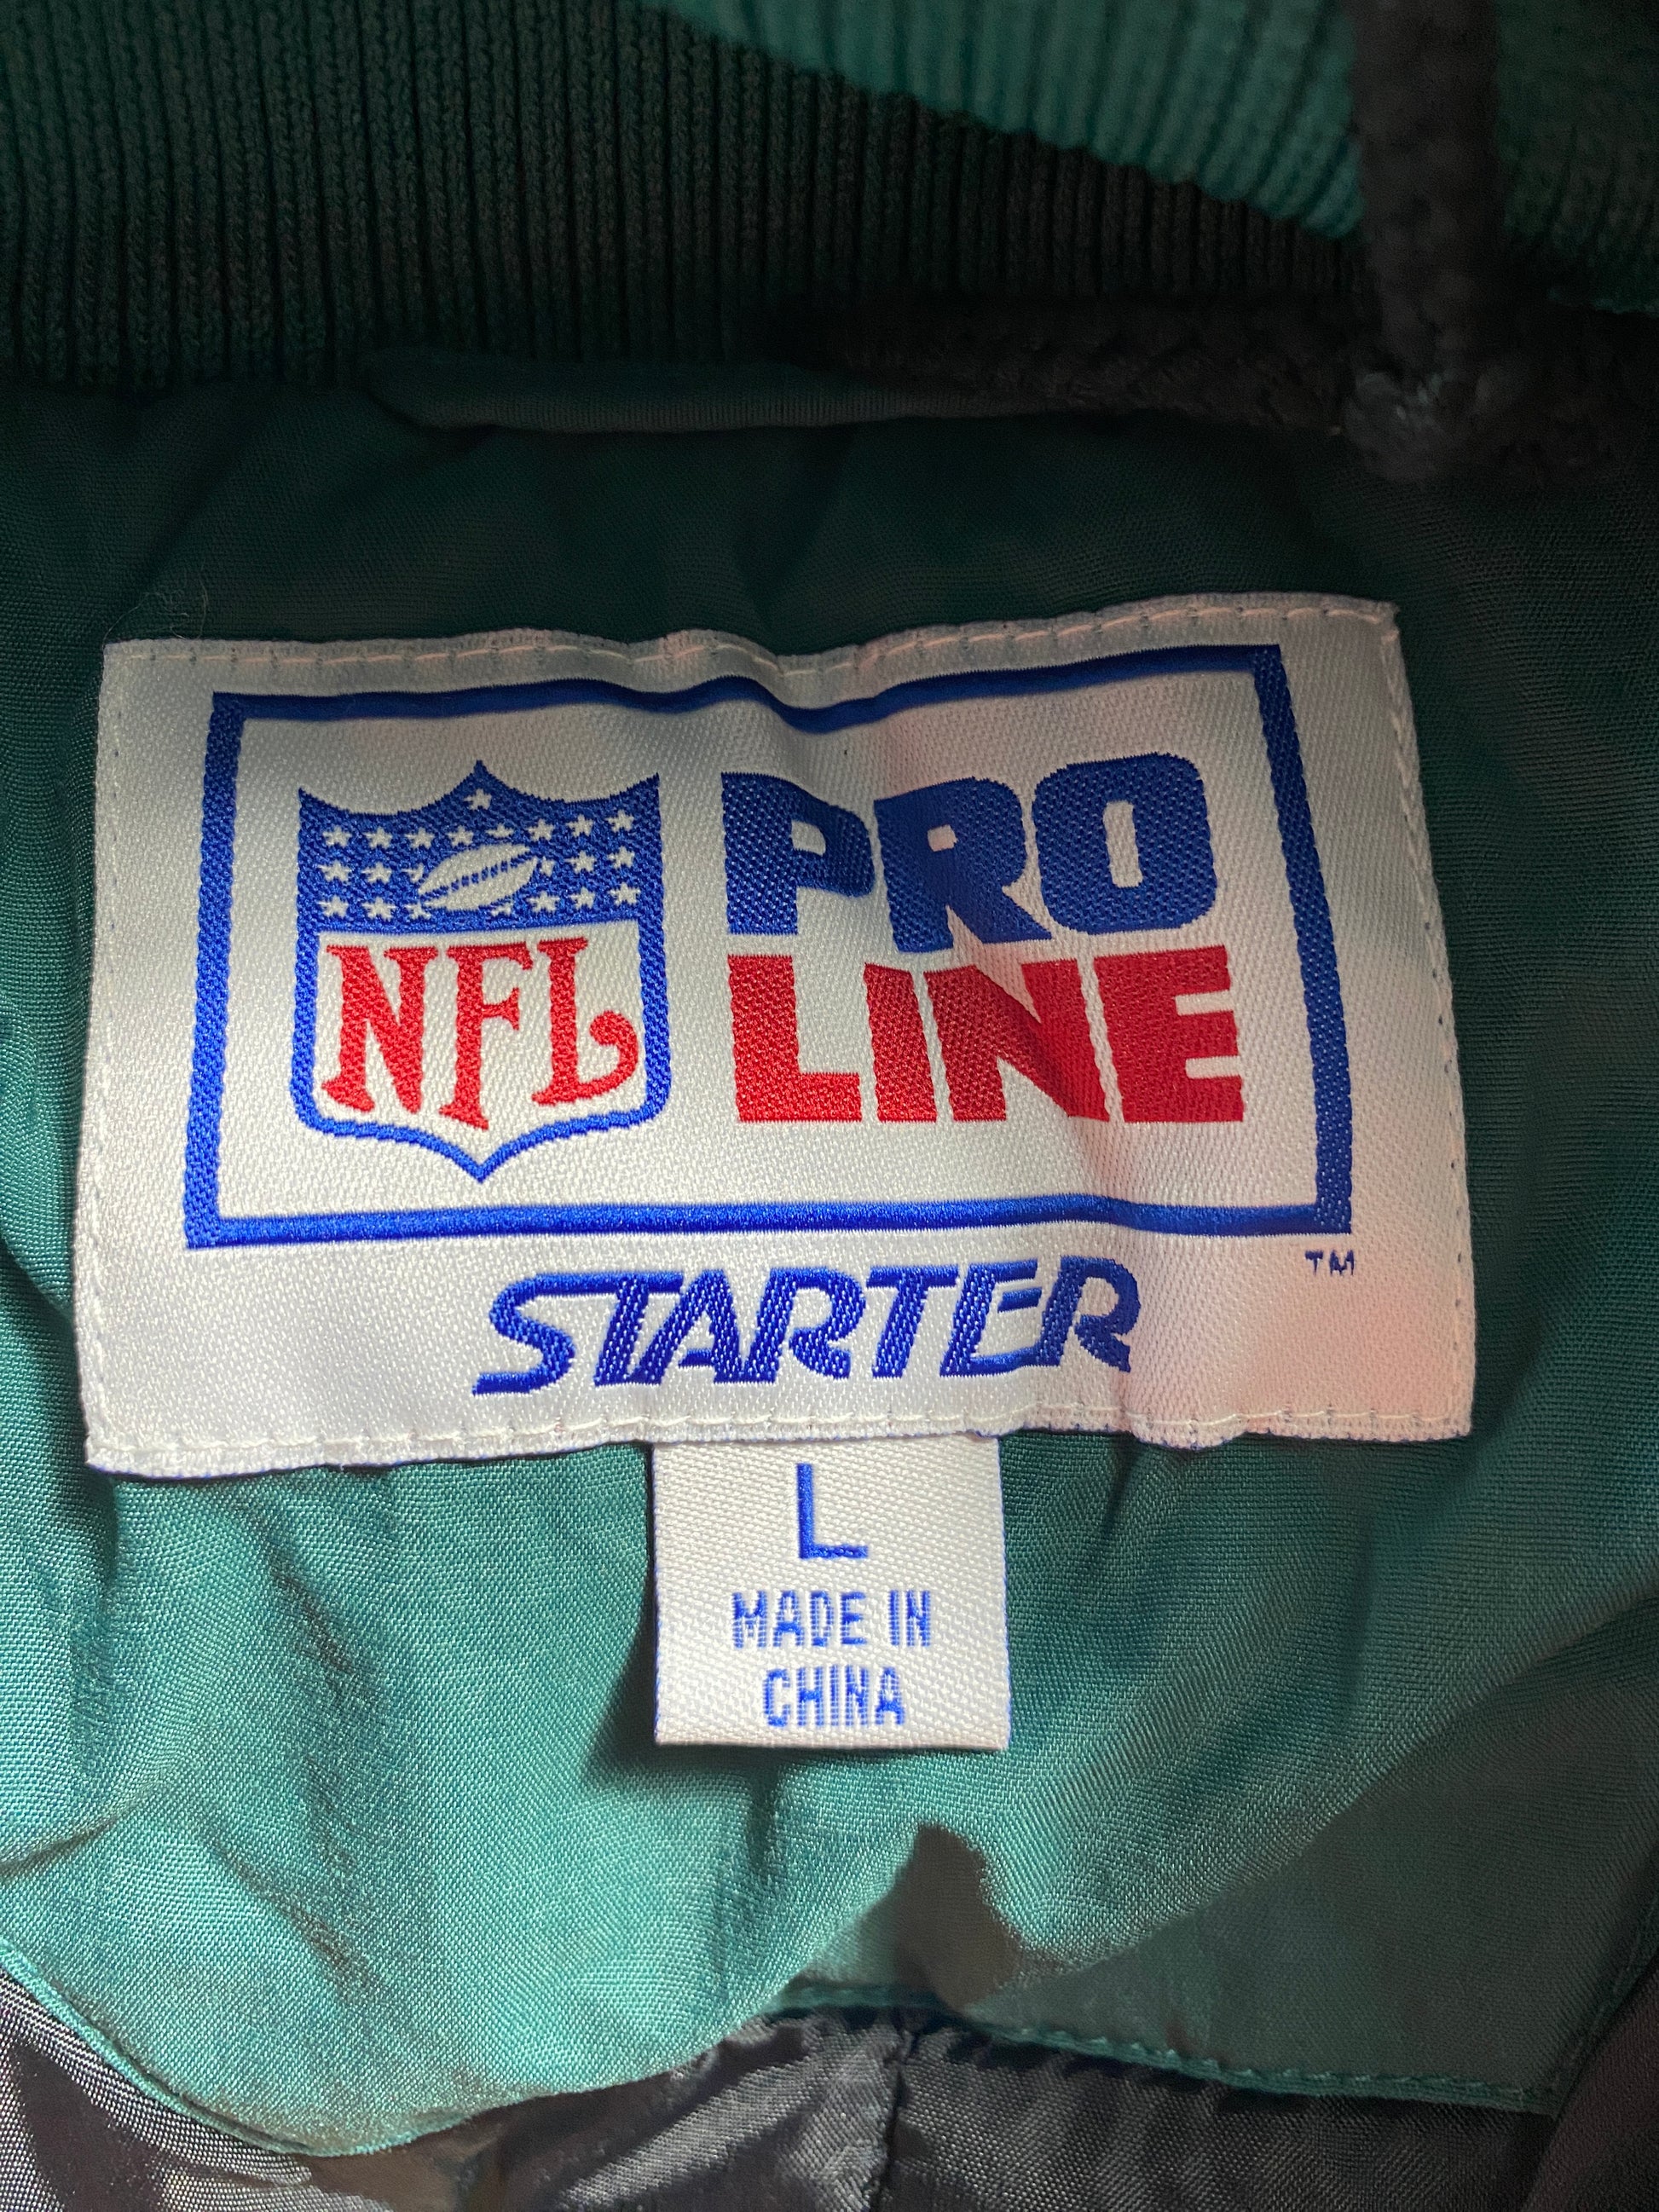 NFL
PRO
LINE
TM
STARTER
L
MADE IN
CHINA